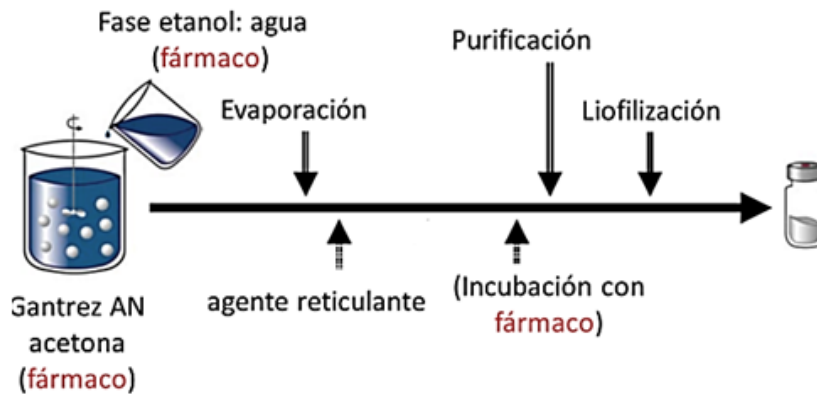 Fase etanol: agua
(fármaco)
Evaporación
Purificación
Liofilización
Gantrez AN
acetona
(fármaco)
agente reticulante
(Incubación con
fármaco)